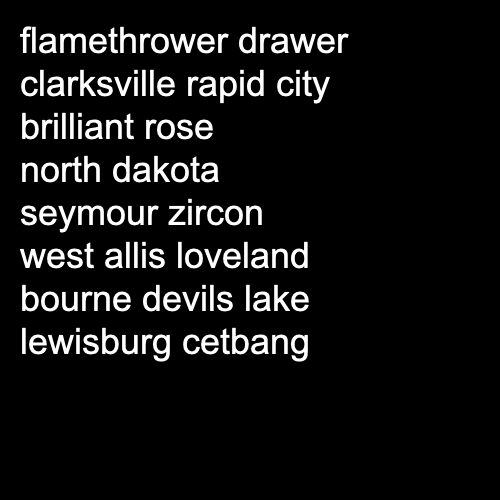 flamethrower drawer
clarksville rapid city
brilliant rose
north dakota
seymour zircon
west allis loveland
bourne devils lake
lewisburg cetbang